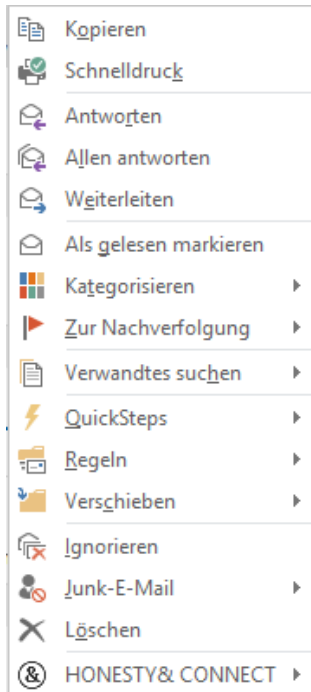 Kopieren
Schnelldruck
Antworten
Allen antworten
Weiterleiten
Als gelesen markieren
Kategorisieren
Zur Nachverfolgung
Verwandtes suchen
QuickSteps
Regeln
Verschieben
Ignorieren
Junk-E-Mail
Löschen
& HONESTY& CONNECT